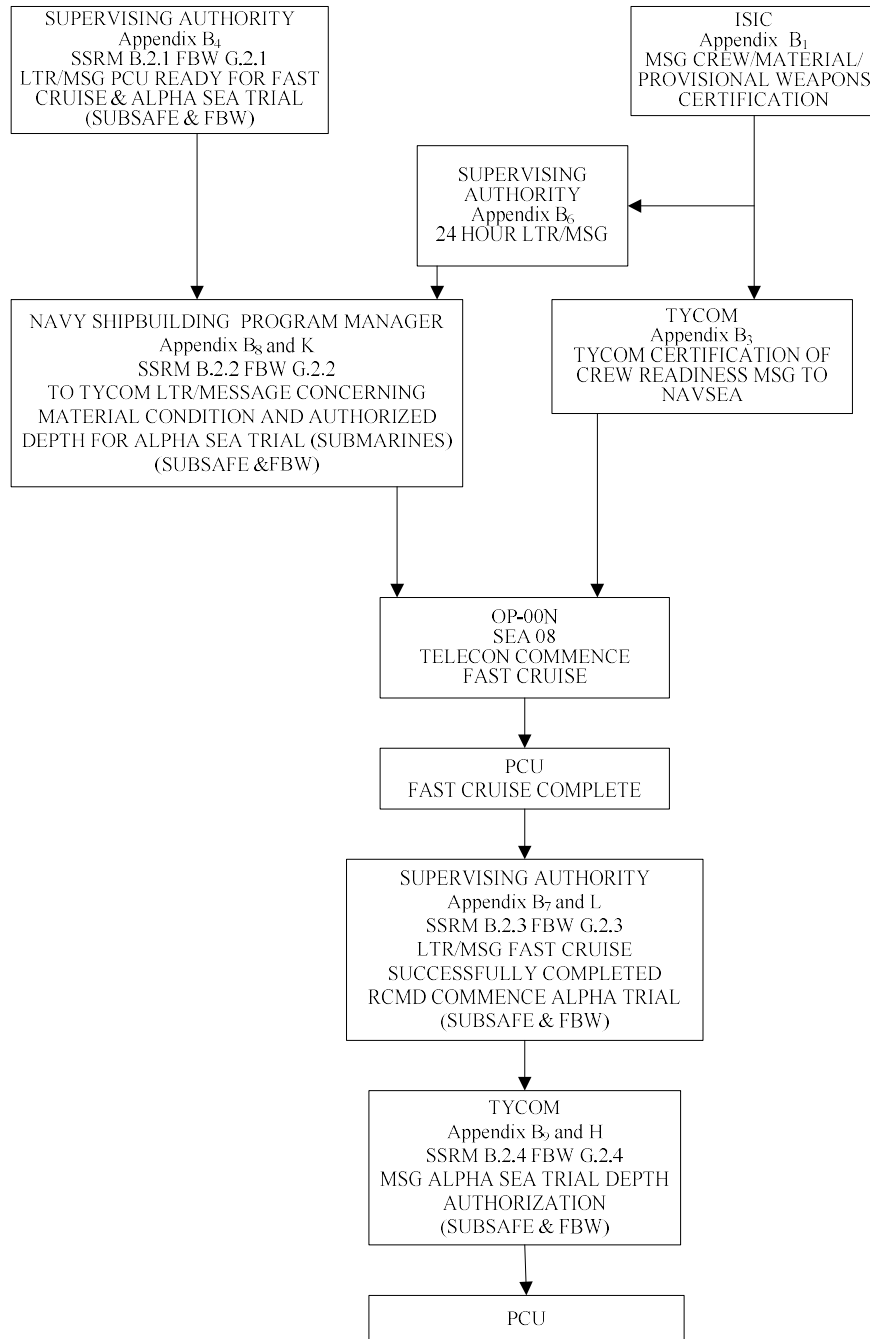 SUPERVISING AUTHORITY
Appendix B₄
SSRM B.2.1 FBW G.2.1
LTR/MSG PCU READY FOR FAST
CRUISE & ALPHA SEA TRIAL
(SUBSAFE & FBW)
ISIC
Appendix B₁
MSG CREW/MATERIAL/
PROVISIONAL WEAPONS
CERTIFICATION
SUPERVISING
AUTHORITY
Appendix B₆
24 HOUR LTR/MSG
NAVY SHIPBUILDING PROGRAM MANAGER
Appendix B₈ and K
SSRM B.2.2 FBW G.2.2
TO TYCOM LTR/MESSAGE CONCERNING
MATERIAL CONDITION AND AUTHORIZED
DEPTH FOR ALPHA SEA TRIAL (SUBMARINES)
(SUBSAFE &FBW)
TYCOM
Appendix B₃
TYCOM CERTIFICATION OF
CREW READINESS MSG TO
NAVSEA
OP-00N
SEA 08
TELECON COMMENCE
FAST CRUISE
PCU
FAST CRUISE COMPLETE
SUPERVISING AUTHORITY
Appendix B₇ and L
SSRM B.2.3 FBW G.2.3
LTR/MSG FAST CRUISE
SUCCESSFULLY COMPLETED
RCMD COMMENCE ALPHA TRIAL
(SUBSAFE & FBW)
TYCOM
Appendix B₉ and H
SSRM B.2.4 FBW G.2.4
MSG ALPHA SEA TRIAL DEPTH
AUTHORIZATION
(SUBSAFE & FBW)
PCU